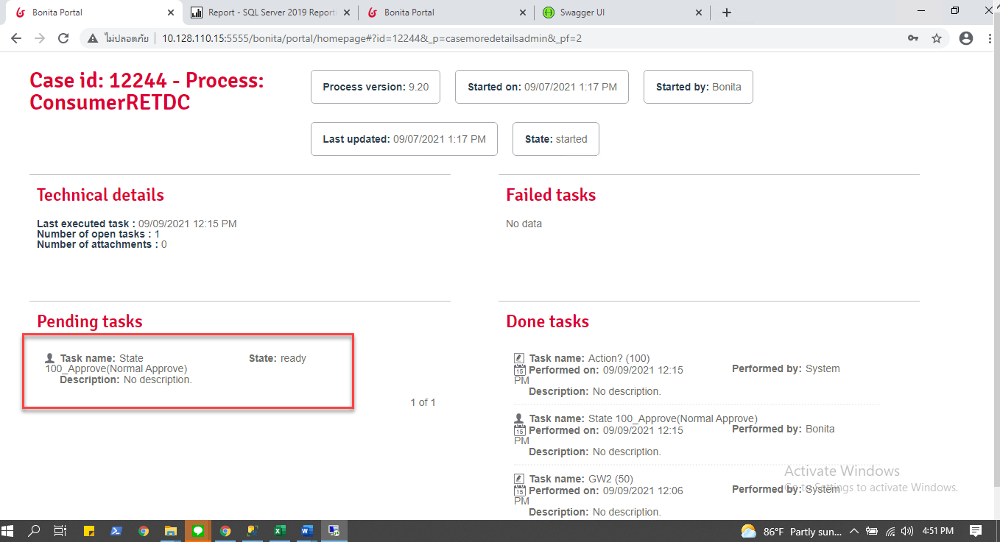 Bonita Portal
Report - SQL Server 2019 Reporti
Bonita Portal
Swagger UI
ไม่ปลอดภัย
10.128.110.15:5555/bonita/portal/homepage#?id=12244&_p=casemoredetailsadmin&_pf=2
Case id: 12244 - Process:
ConsumerRETDC
Process version: 9.20
Started on: 09/07/2021 1:17 PM
Started by: Bonita
Last updated: 09/07/2021 1:17 PM
State: started
Technical details
Last executed task : 09/09/2021 12:15 PM
Number of open tasks : 1
Number of attachments : 0
Failed tasks
No data
Pending tasks
Task name: State
100_Approve(Normal Approve)
State: ready
Description: No description.
1 of 1
Done tasks
Task name: Action? (100)
15 Performed on: 09/09/2021 12:15
PM
Performed by: System
Description: No description.
Task name: State 100_Approve(Normal Approve)
15 Performed on: 09/09/2021 12:15
PM
Performed by: Bonita
Description: No description.
Task name: GW2 (50)
15 Performed on: 09/09/2021 12:06
PM
Performed by: System
Description: No description.
Activate Windows
Go to Settings to activate Windows.
86°F Partly sun...
4:51 PM